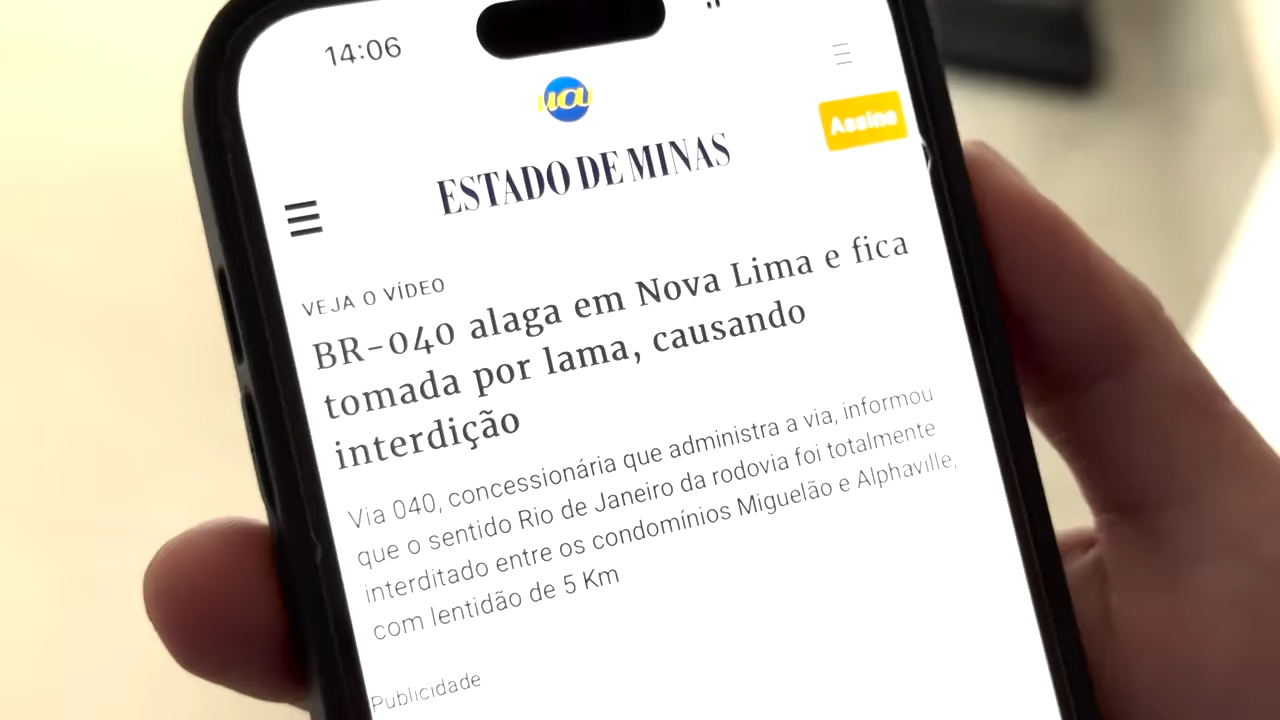 14:06
uai
Assine
ESTADO DE MINAS
VEJA O VÍDEO
BR-040 alaga em Nova Lima e fica
tomada por lama, causando
interdição
Via 040, concessionária que administra a via, informou
que o sentido Rio de Janeiro da rodovia foi totalmente
interditado entre os condomínios Miguelão e Alphaville,
com lentidão de 5 Km
Publicidade